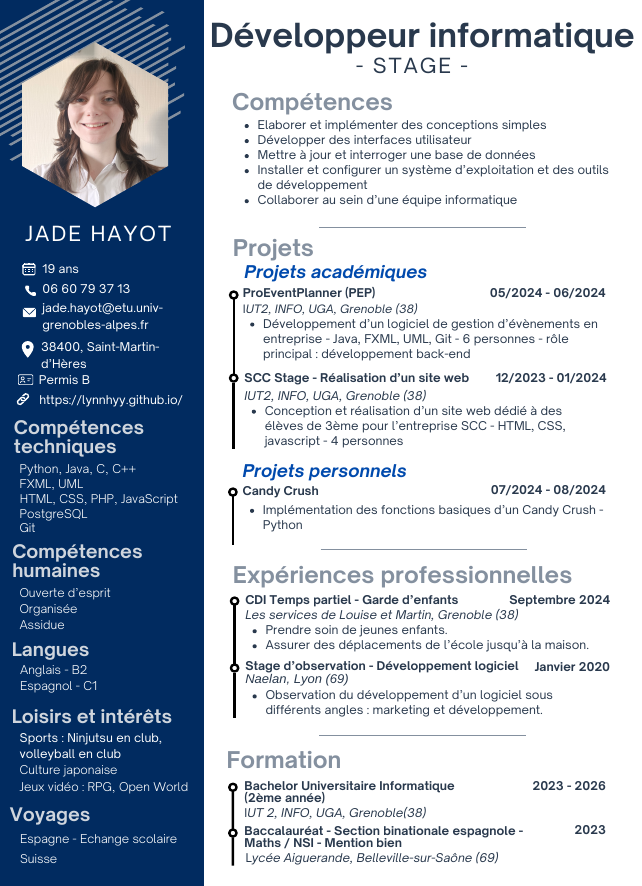 Développeur informatique
- STAGE -
JADE HAYOT
19 ans
06 60 79 37 13
jade.hayot@etu.univ-
grenobles-alpes.fr
38400, Saint-Martin-
d'Hères
Permis B
https://lynnhyy.github.io/
Compétences
techniques
Python, Java, C, C++
FXML, UML
HTML, CSS, PHP, JavaScript
PostgreSQL
Git
Compétences
humaines
Ouverte d'esprit
Organisée
Assidue
Langues
Anglais - B2
Espagnol - C1
Loisirs et intérêts
Sports : Ninjutsu en club,
volleyball en club
Culture japonaise
Jeux vidéo : RPG, Open World
Voyages
Espagne - Echange scolaire
Suisse
Compétences
• Elaborer et implémenter des conceptions simples
• Développer des interfaces utilisateur
• Mettre à jour et interroger une base de données
• Installer et configurer un système d'exploitation et des outils
de développement
• Collaborer au sein d'une équipe informatique
Projets
Projets académiques
ProEventPlanner (PEP) 05/2024 - 06/2024
IUT2, INFO, UGA, Grenoble (38)
• Développement d'un logiciel de gestion d'évènements en
entreprise - Java, FXML, UML, Git - 6 personnes - rôle
principal : développement back-end
SCC Stage - Réalisation d'un site web 12/2023 - 01/2024
IUT2, INFO, UGA, Grenoble (38)
• Conception et réalisation d'un site web dédié à des
élèves de 3ème pour l'entreprise SCC - HTML, CSS,
javascript - 4 personnes
Projets personnels
Candy Crush 07/2024 - 08/2024
• Implémentation des fonctions basiques d'un Candy Crush -
Python
Expériences professionnelles
CDI Temps partiel - Garde d'enfants Septembre 2024
Les services de Louise et Martin, Grenoble (38)
• Prendre soin de jeunes enfants.
• Assurer des déplacements de l'école jusqu'à la maison.
Stage d'observation - Développement logiciel Janvier 2020
Naelan, Lyon (69)
• Observation du développement d'un logiciel sous
différents angles : marketing et développement.
Formation
Bachelor Universitaire Informatique 2023 - 2026
(2ème année)
IUT 2, INFO, UGA, Grenoble(38)
Baccalauréat - Section binationale espagnole - 2023
Maths / NSI - Mention bien
Lycée Aiguerande, Belleville-sur-Saône (69)